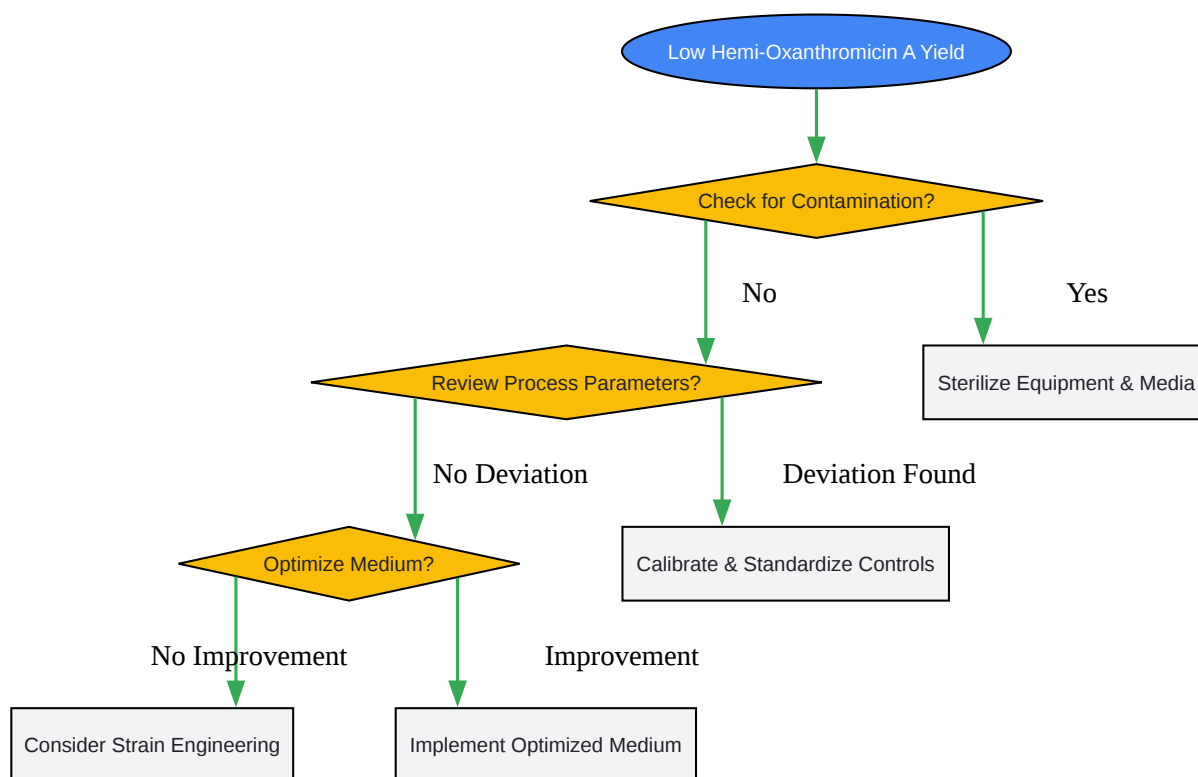 Low Hemi-Oxanthromicin A Yield
Check for Contamination?
No
Yes
Review Process Parameters?
Sterilize Equipment & Media
No Deviation
Deviation Found
Optimize Medium?
Calibrate & Standardize Controls
No Improvement
Improvement
Consider Strain Engineering
Implement Optimized Medium